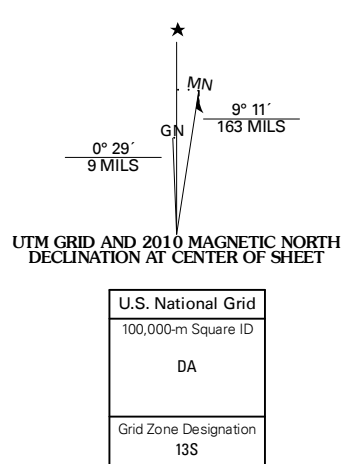 MN
GN
9° 11´
163 MILS
0° 29´
9 MILS
UTM GRID AND 2010 MAGNETIC NORTH
DECLINATION AT CENTER OF SHEET
U.S. National Grid
100,000-m Square ID
DA
Grid Zone Designation
13S